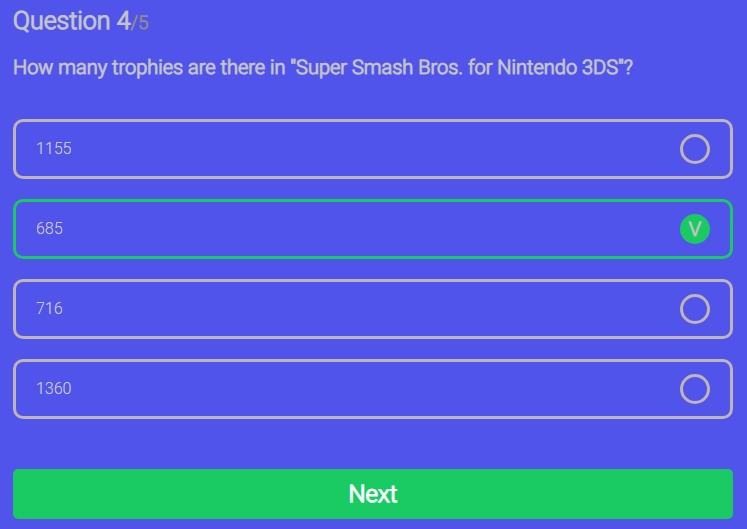 Question 4/5
How many trophies are there in "Super Smash Bros. for Nintendo 3DS"?
1155
685
V
716
1360
Next